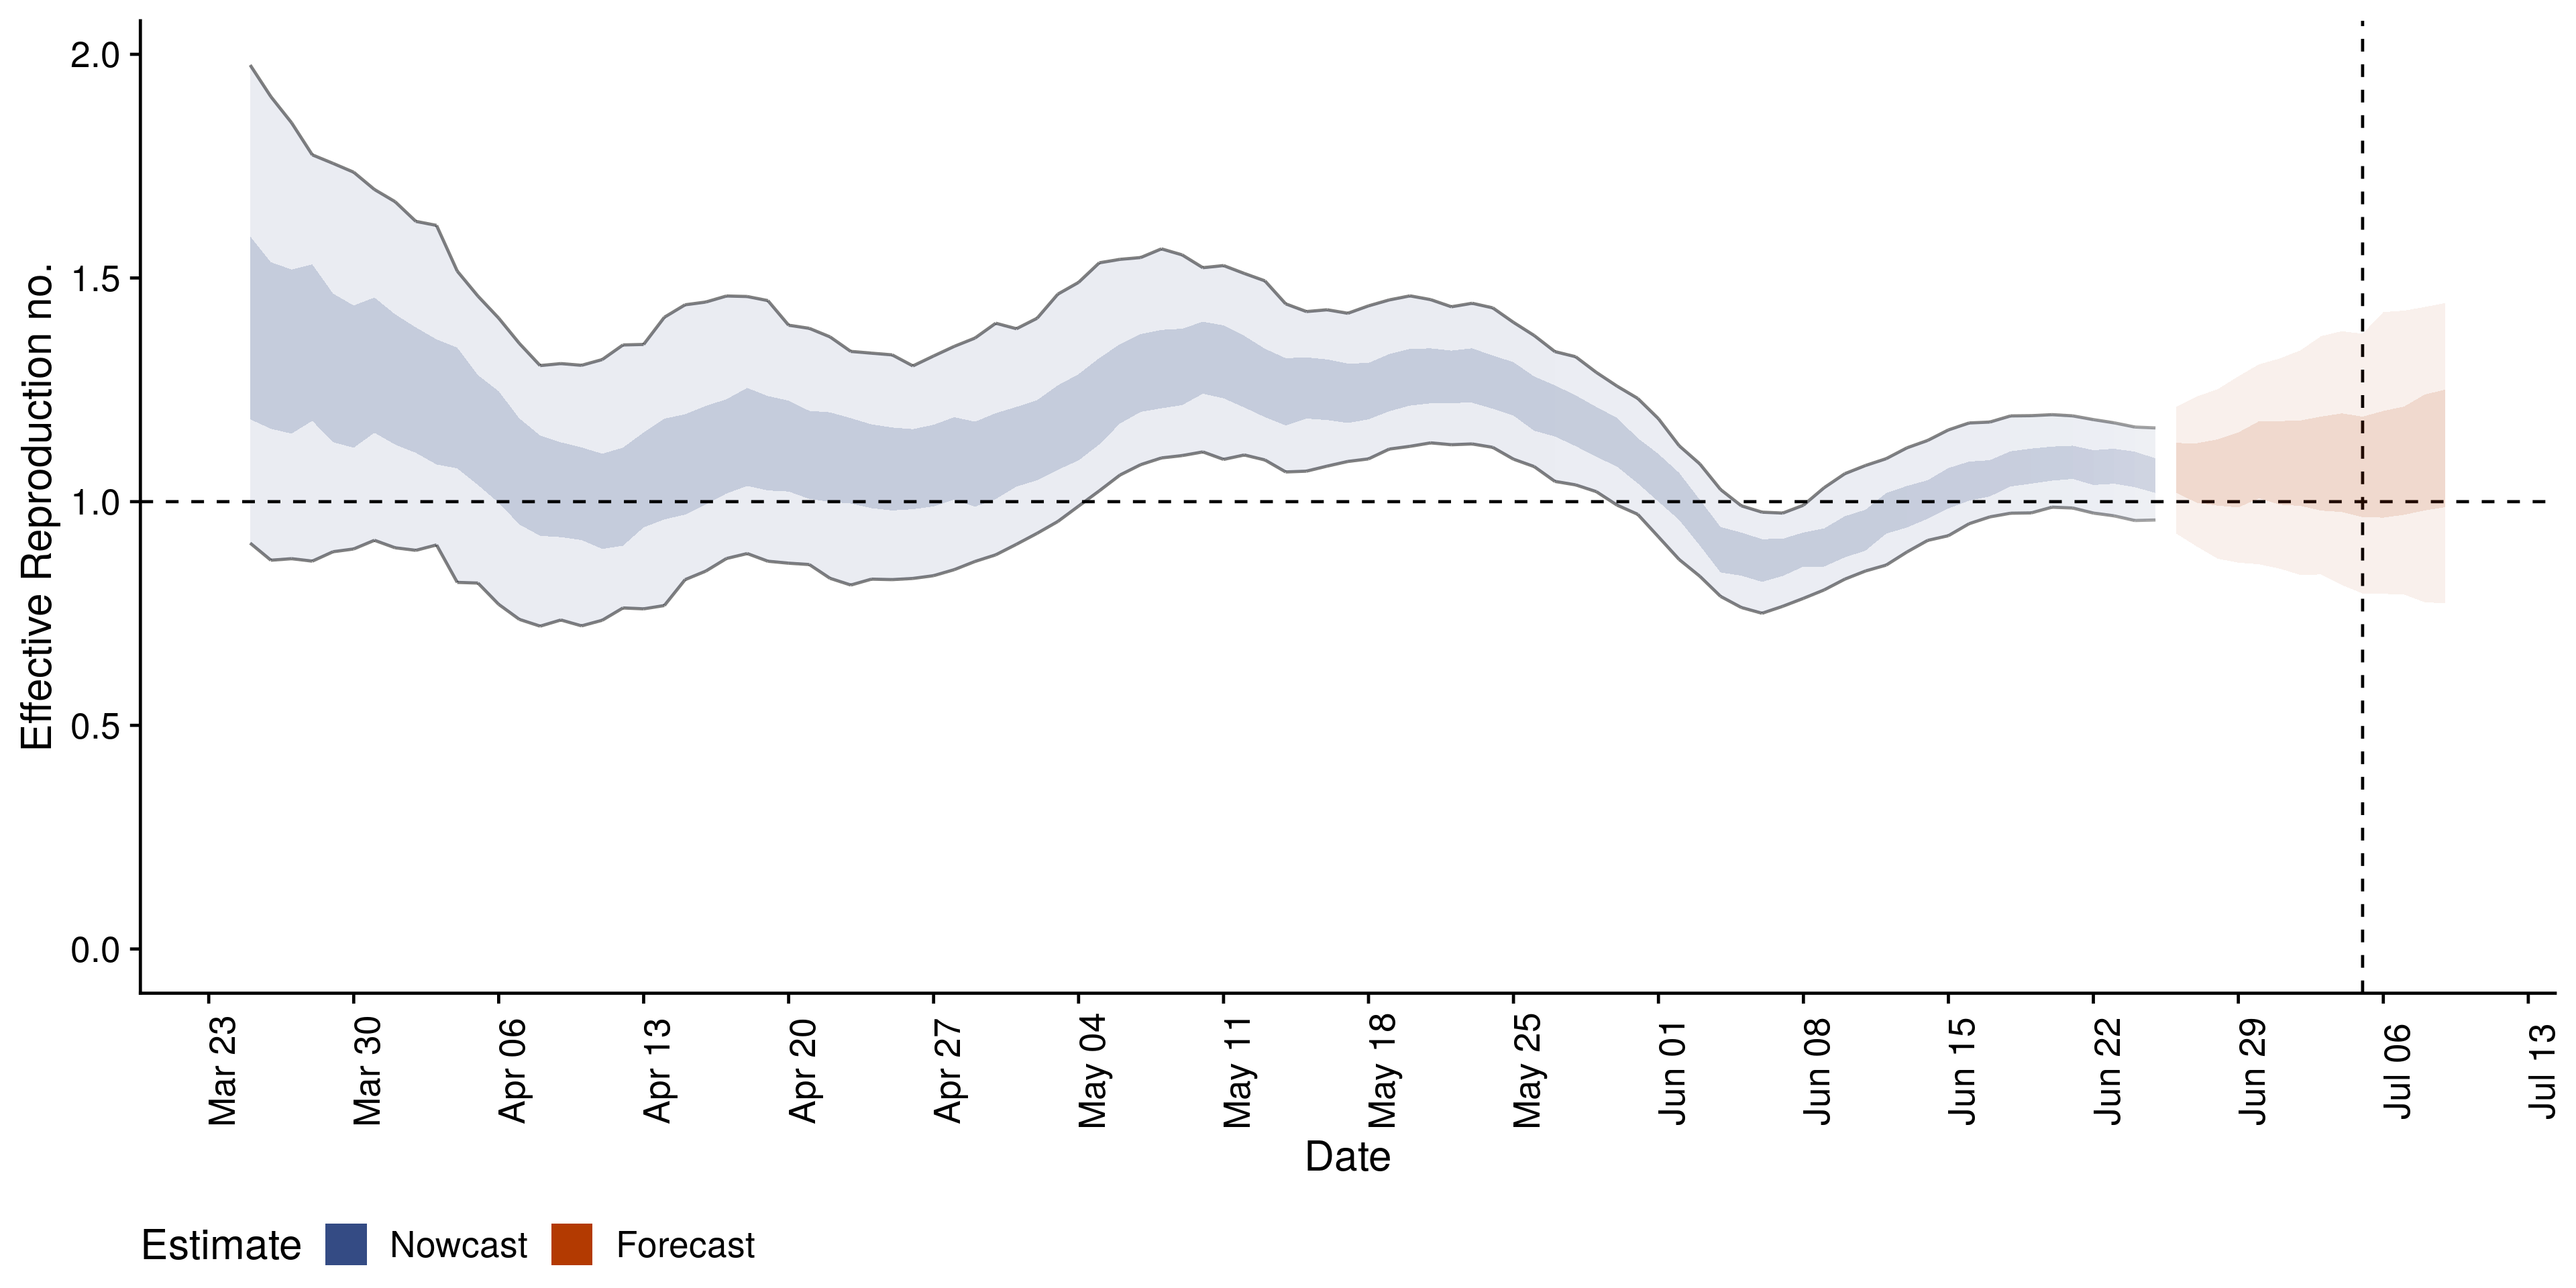 Effective Reproduction no.
2.0
1.5
1.0
0.5
0.0
Mar 23
Mar 30
Apr 06
Apr 13
Apr 20
Apr 27
May 04
May 11
May 18
May 25
Jun 01
Jun 08
Jun 15
Jun 22
Jun 29
Jul 06
Jul 13
Date
Estimate Nowcast Forecast